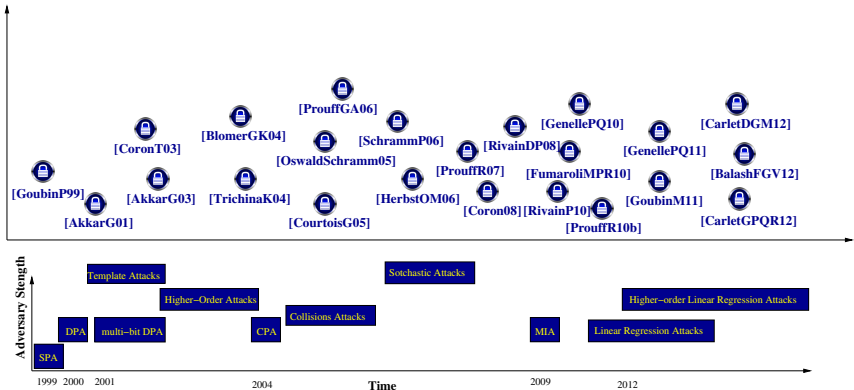 [ProuffGA06]
[GenellePQ10]
[CarletDGM12]
[BlomerGK04]
[SchrammP06]
[CoronT03]
[RivainDP08]
[GenellePQ11]
[OswaldSchramm05]
[ProuffR07]
[FumaroliMPR10]
[BalashFGV12]
[GoubinP99]
[AkkarG03]
[TrichinaK04]
[HerbstOM06]
[GoubinM11]
[AkkarG01]
[CourtoisG05]
[Coron08]
[RivainP10]
[ProuffR10b]
[CarletGPQR12]
Adversary Stength
Template Attacks
Sotchastic Attacks
Higher-Order Attacks
Higher-order Linear Regression Attacks
Collisions Attacks
DPA
multi-bit DPA
CPA
MIA
Linear Regression Attacks
SPA
1999 2000 2001 2004 Time 2009 2012